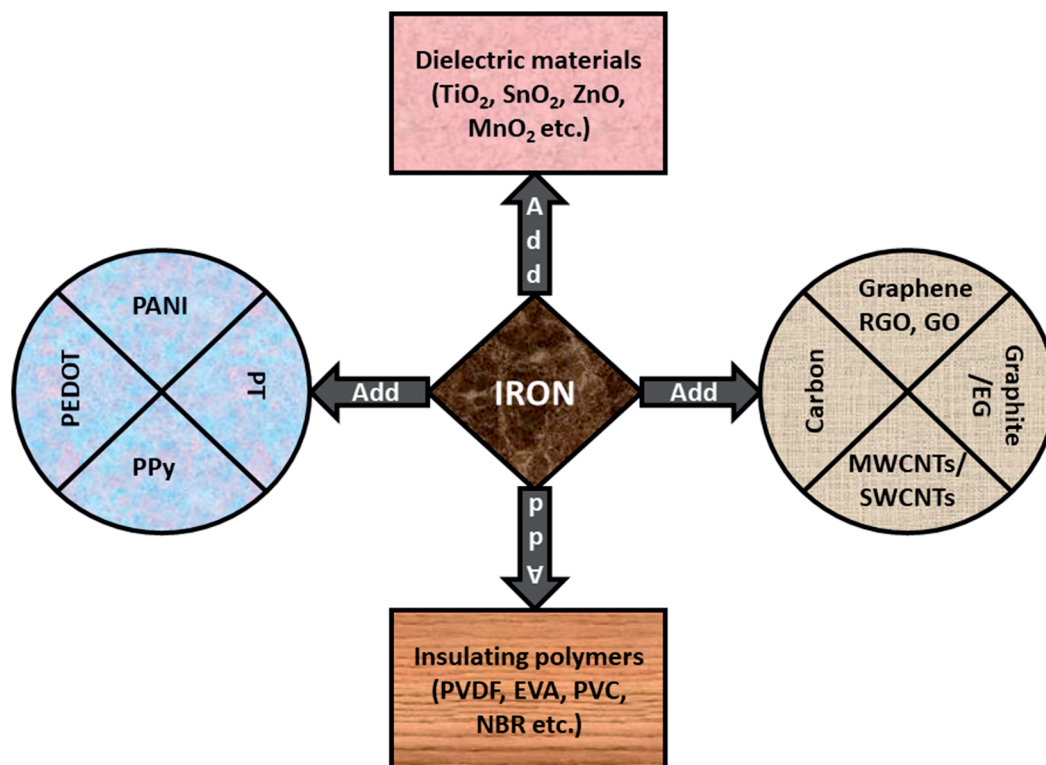 Dielectric materials
(TiO₂, SnO₂, ZnO,
MnO₂ etc.)
Add
PANI
PEDOT
PT
PPy
Add
IRON
Add
Graphene
RGO, GO
Carbon
Graphite
/EG
MWCNTs/
SWCNTs
Add
Insulating polymers
(PVDF, EVA, PVC,
NBR etc.)